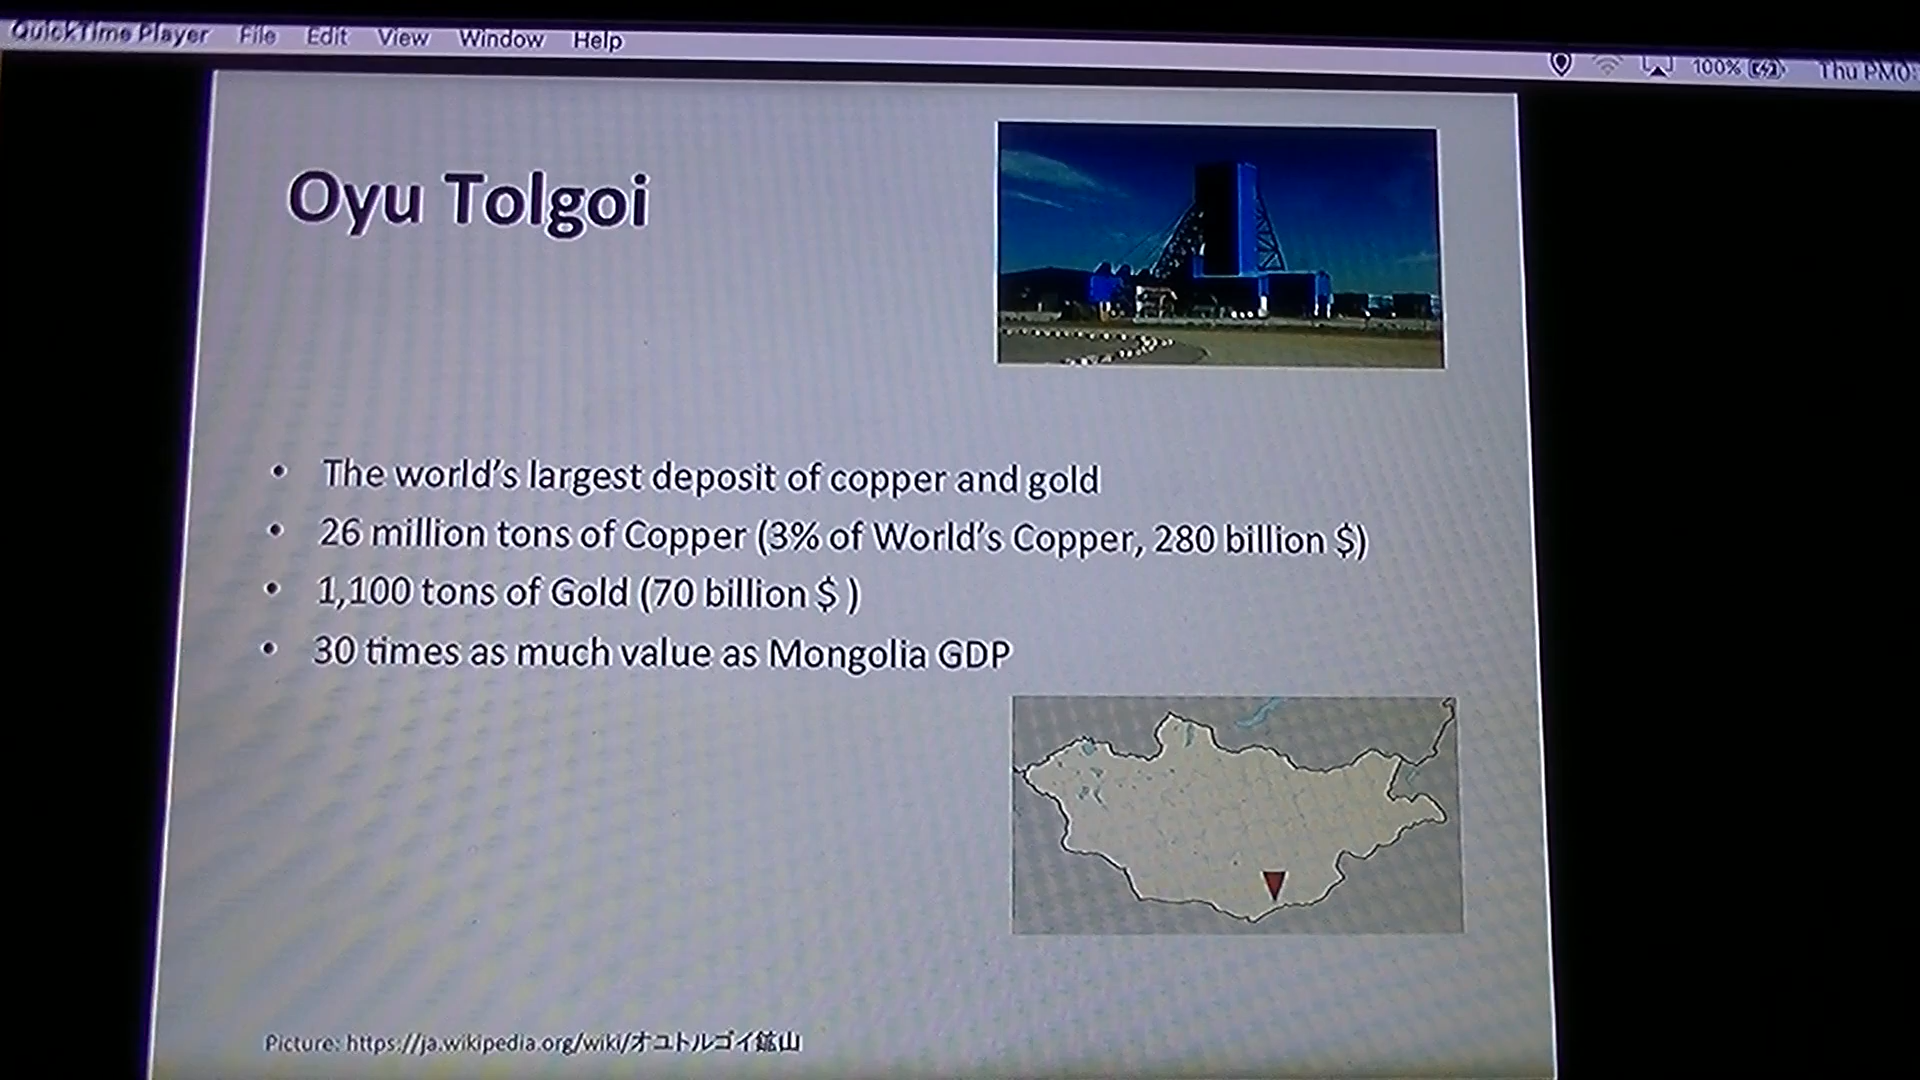 QuickTime Player File Edit View Window Help
100% Thu PM0:
Oyu Tolgoi
• The world's largest deposit of copper and gold
• 26 million tons of Copper (3% of World's Copper, 280 billion $)
• 1,100 tons of Gold (70 billion $ )
• 30 times as much value as Mongolia GDP
Picture: https://ja.wikipedia.org/wiki/オユトルゴイ鉱山